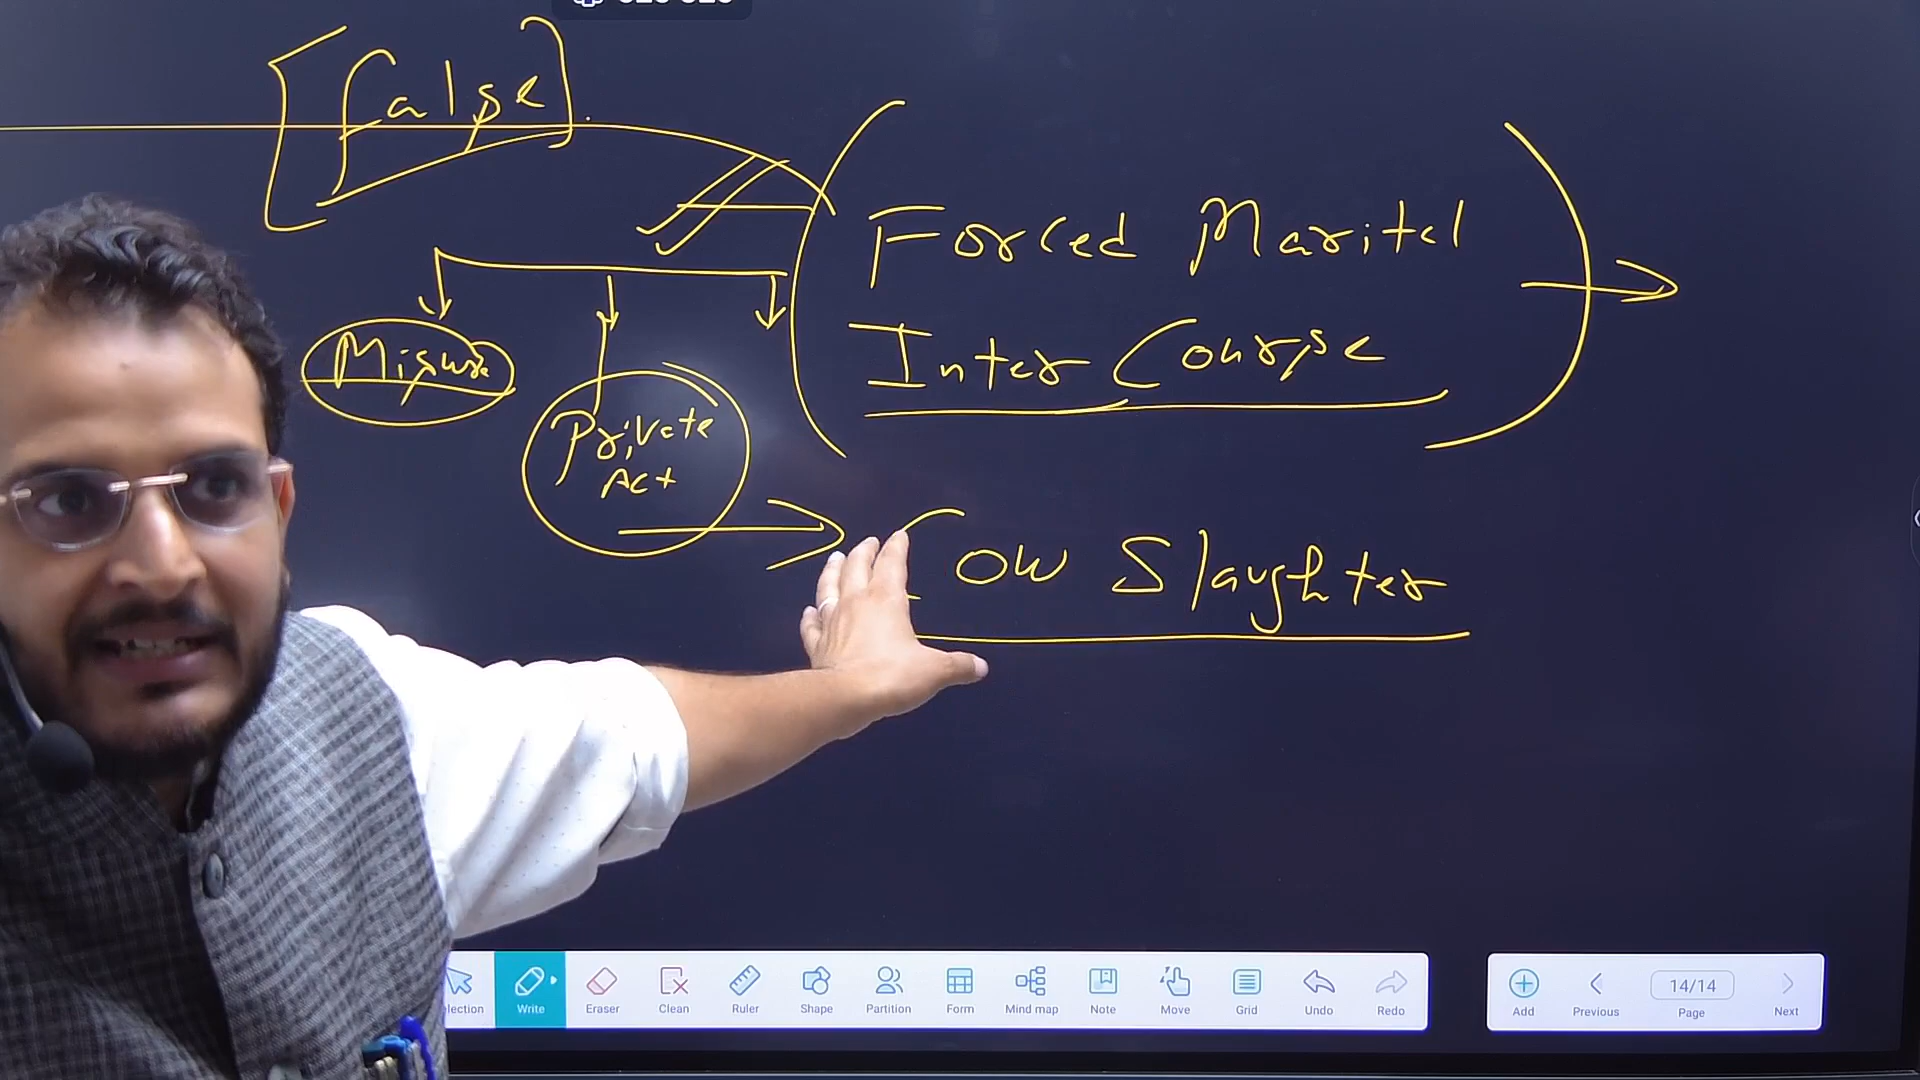 [false].
Forced Marital
Inter Course
Misuse
Private
Act
Cow Slaughter
lection
Write
Eraser
Clean
Ruler
Shape
Partition
Form
Mind map
Note
Move
Grid
Undo
Redo
Add
Previous
14/14
Page
Next